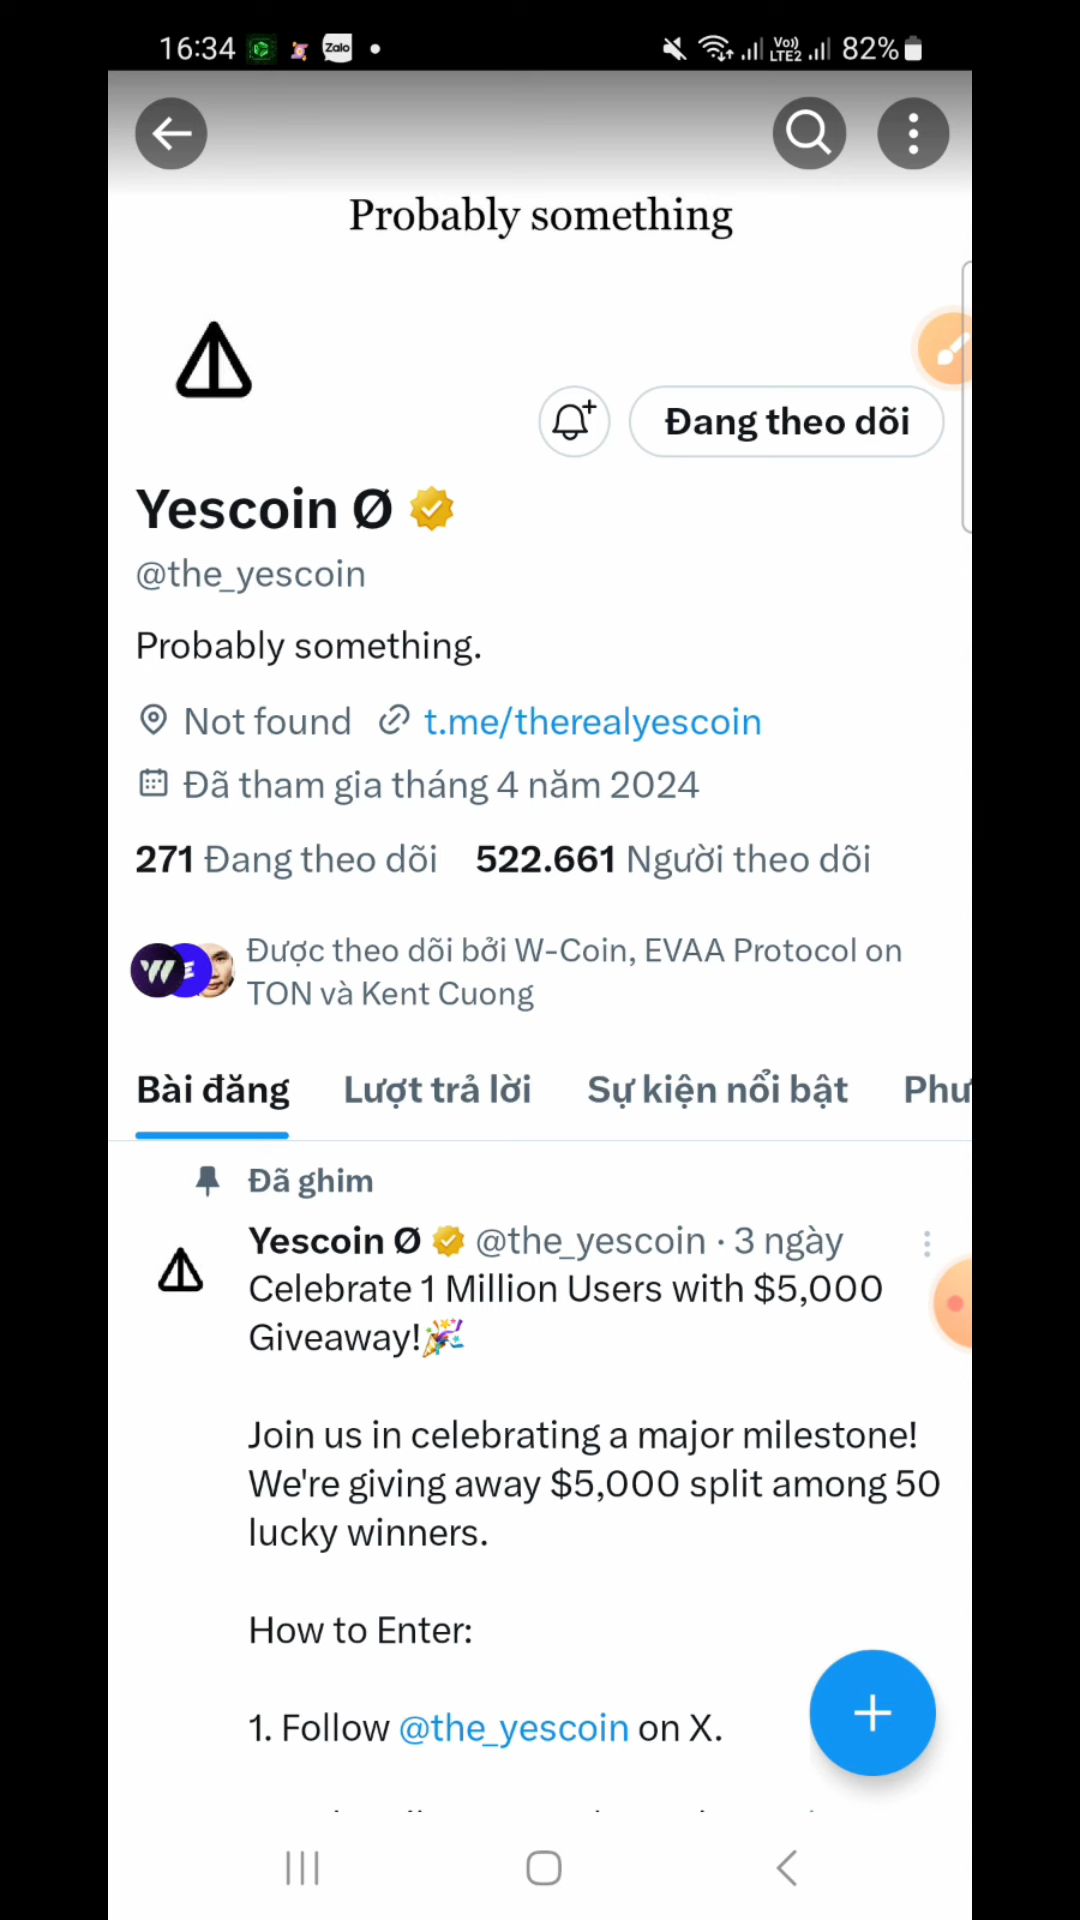 16:34
Zalo
Vo))
LTE2
82%
Probably something
Đang theo dõi
Yescoin Ø
@the_yescoin
Probably something.
Not found t.me/therealyescoin
Đã tham gia tháng 4 năm 2024
271 Đang theo dõi 522.661 Người theo dõi
Được theo dõi bởi W-Coin, EVAA Protocol on
TON và Kent Cuong
Bài đăng Lượt trả lời Sự kiện nổi bật Phư
Đã ghim
Yescoin Ø @the_yescoin · 3 ngày
Celebrate 1 Million Users with $5,000
Giveaway!🎉
Join us in celebrating a major milestone!
We're giving away $5,000 split among 50
lucky winners.
How to Enter:
1. Follow @the_yescoin on X.